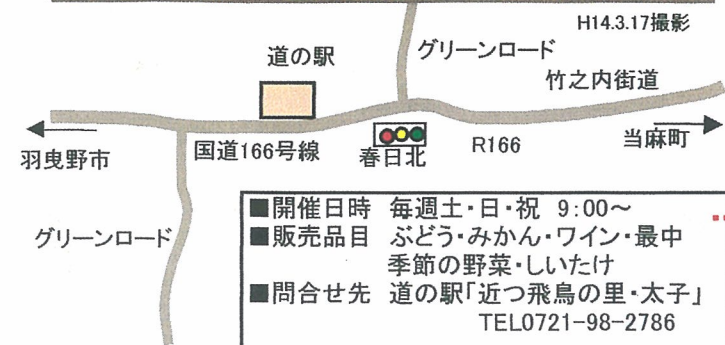 H14.3.17撮影
道の駅
グリーンロード
竹之内街道
羽曳野市
国道166号線
春日北
R166
当麻町
グリーンロード
■開催日時 毎週土・日・祝 9:00~
■販売品目 ぶどう・みかん・ワイン・最中
季節の野菜・しいたけ
■問合せ先 道の駅「近つ飛鳥の里・太子」
TEL0721-98-2786